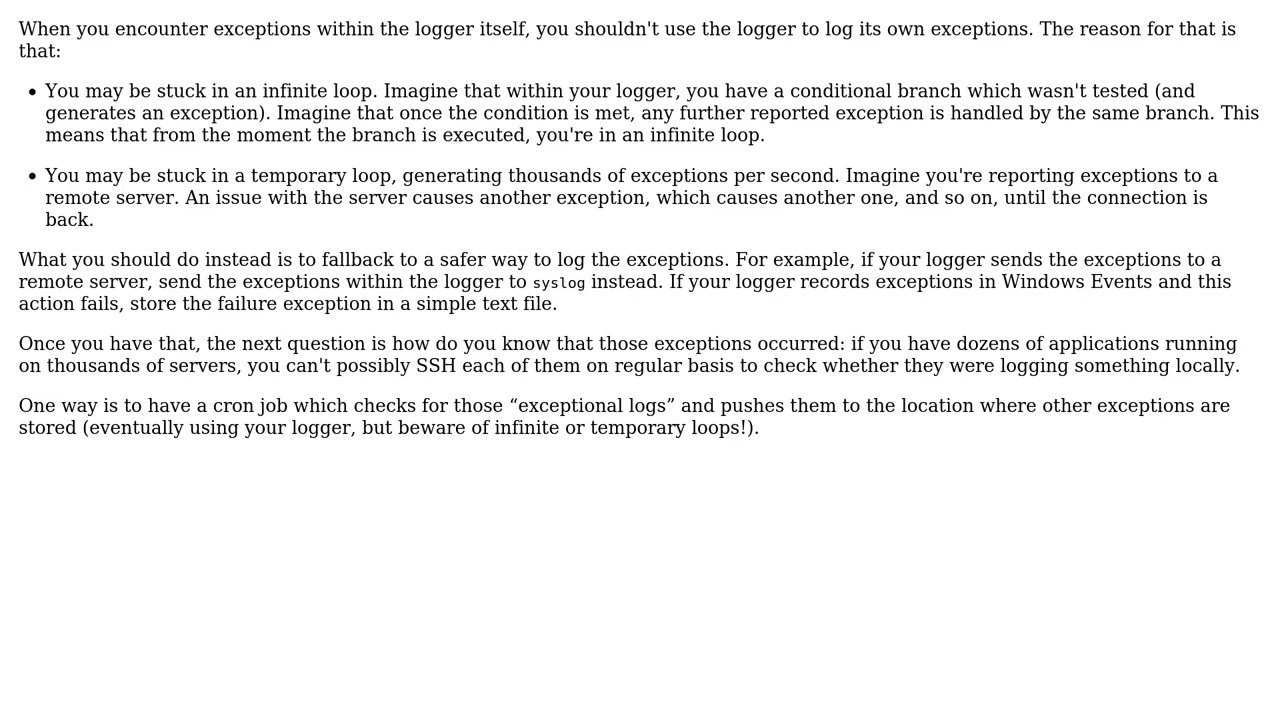 When you encounter exceptions within the logger itself, you shouldn't use the logger to log its own exceptions. The reason for that is
that:
• You may be stuck in an infinite loop. Imagine that within your logger, you have a conditional branch which wasn't tested (and
generates an exception). Imagine that once the condition is met, any further reported exception is handled by the same branch. This
means that from the moment the branch is executed, you're in an infinite loop.
• You may be stuck in a temporary loop, generating thousands of exceptions per second. Imagine you're reporting exceptions to a
remote server. An issue with the server causes another exception, which causes another one, and so on, until the connection is
back.
What you should do instead is to fallback to a safer way to log the exceptions. For example, if your logger sends the exceptions to a
remote server, send the exceptions within the logger to syslog instead. If your logger records exceptions in Windows Events and this
action fails, store the failure exception in a simple text file.
Once you have that, the next question is how do you know that those exceptions occurred: if you have dozens of applications running
on thousands of servers, you can't possibly SSH each of them on regular basis to check whether they were logging something locally.
One way is to have a cron job which checks for those “exceptional logs” and pushes them to the location where other exceptions are
stored (eventually using your logger, but beware of infinite or temporary loops!).